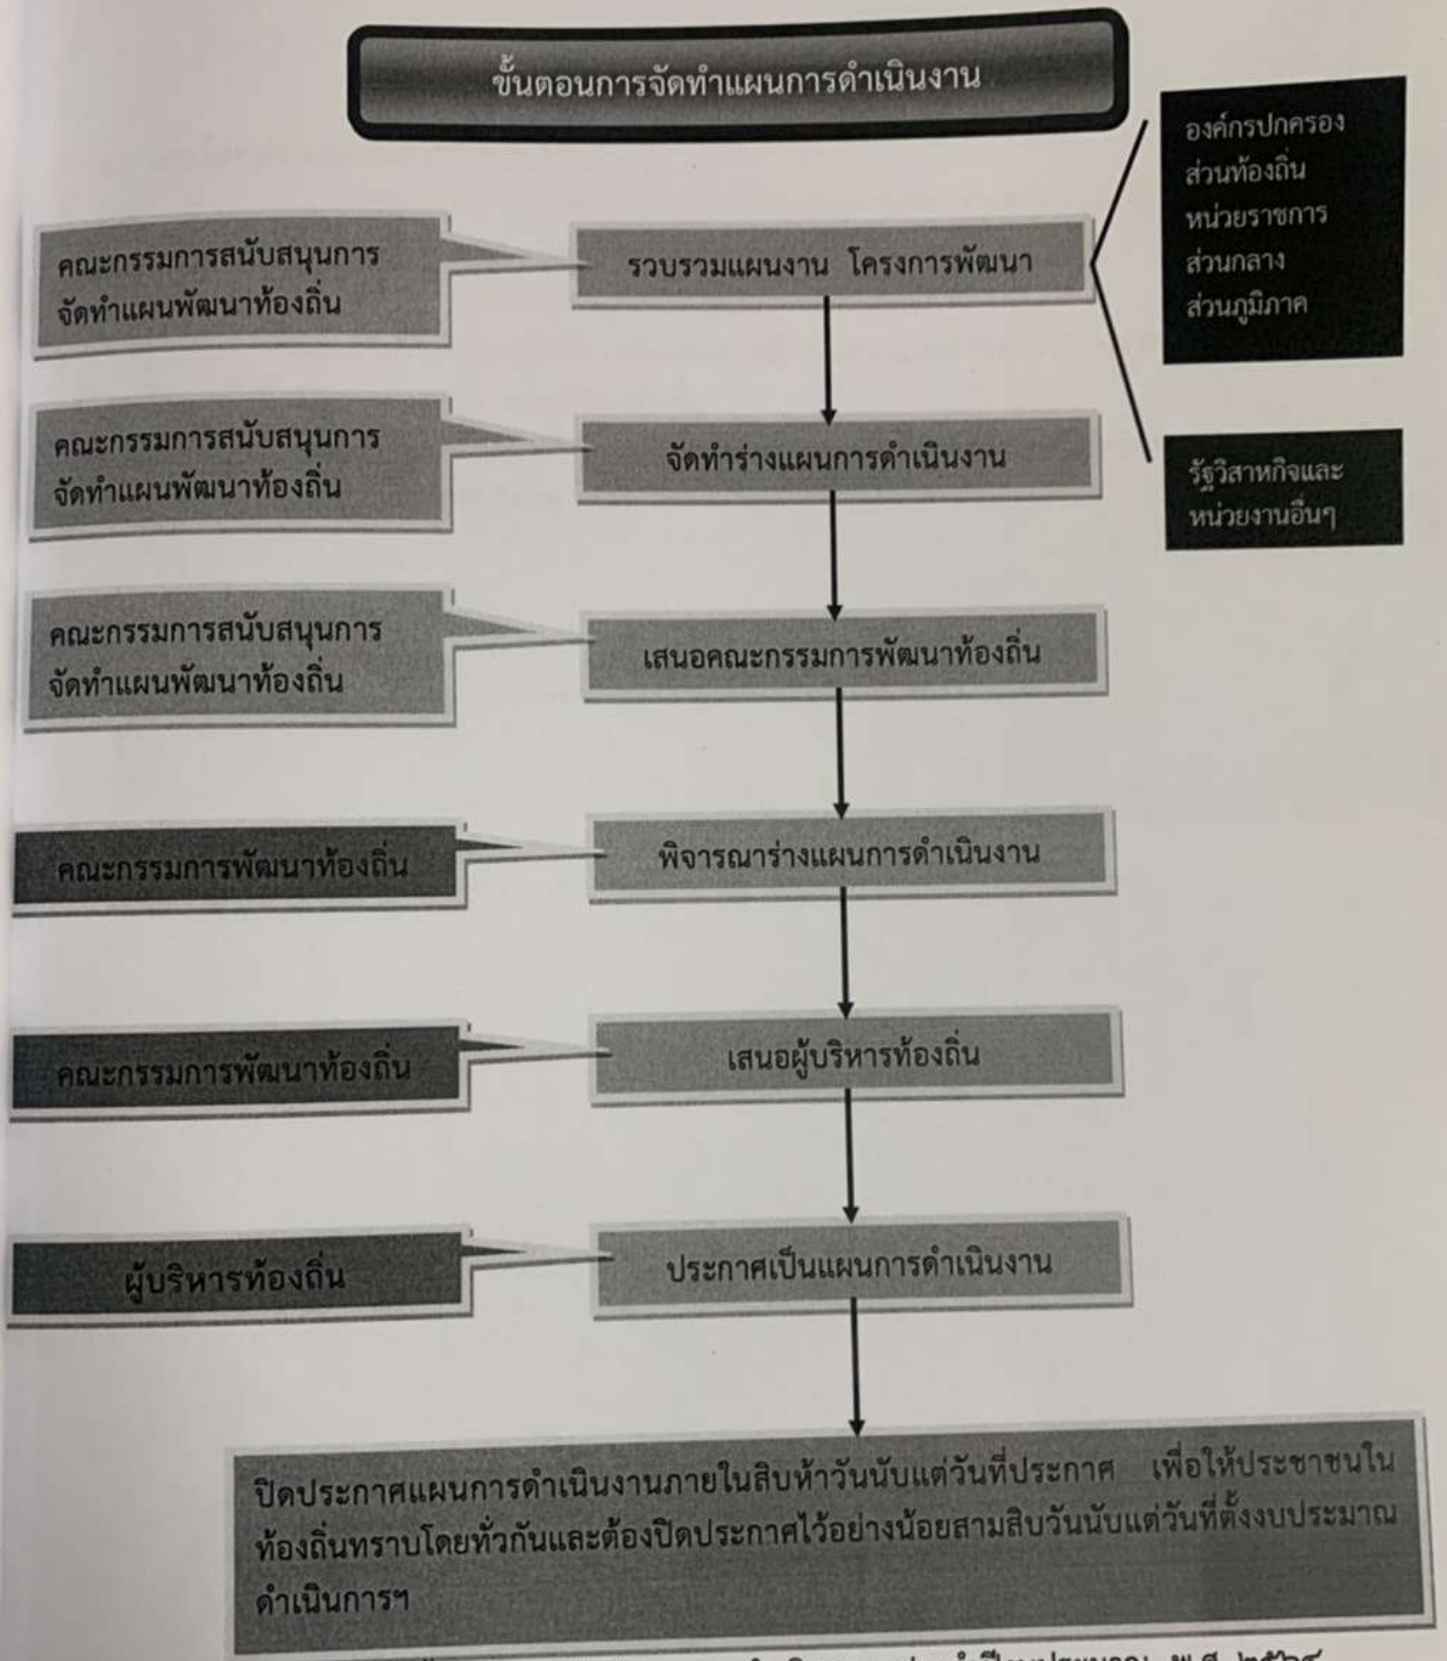 ขั้นตอนการจัดทำแผนการดำเนินงาน
องค์กรปกครอง
ส่วนท้องถิ่น
หน่วยราชการ
ส่วนกลาง
ส่วนภูมิภาค
คณะกรรมการสนับสนุนการ
จัดทำแผนพัฒนาท้องถิ่น
รวบรวมแผนงาน โครงการพัฒนา
คณะกรรมการสนับสนุนการ
จัดทำแผนพัฒนาท้องถิ่น
จัดทำร่างแผนการดำเนินงาน
รัฐวิสาหกิจและ
หน่วยงานอื่นๆ
คณะกรรมการสนับสนุนการ
จัดทำแผนพัฒนาท้องถิ่น
เสนอคณะกรรมการพัฒนาท้องถิ่น
คณะกรรมการพัฒนาท้องถิ่น
พิจารณาร่างแผนการดำเนินงาน
คณะกรรมการพัฒนาท้องถิ่น
เสนอผู้บริหารท้องถิ่น
ผู้บริหารท้องถิ่น
ประกาศเป็นแผนการดำเนินงาน
ปิดประกาศแผนการดำเนินงานภายในสิบห้าวันนับแต่วันที่ประกาศ เพื่อให้ประชาชนใน
ท้องถิ่นทราบโดยทั่วกันและต้องปิดประกาศไว้อย่างน้อยสามสิบวันนับแต่วันที่ตั้งงบประมาณ
ดำเนินการฯ